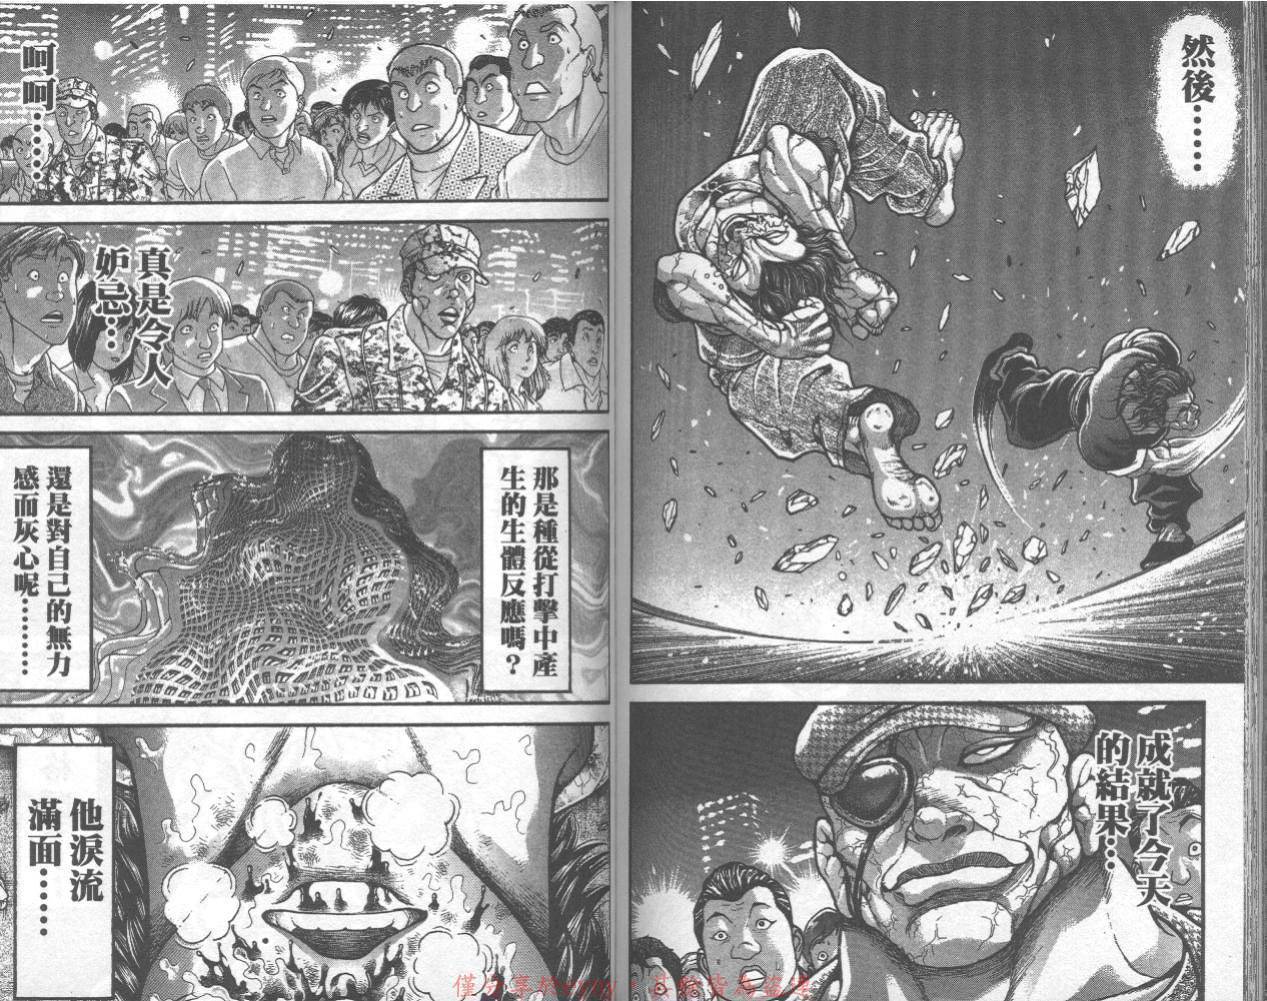 然後……
成就了今天
的結果…
呵呵……
真是令人
妒忌…
那是種從打擊中產
生的生體反應嗎？
還是對自己的無力
感而灰心呢………
他淚流
滿面……